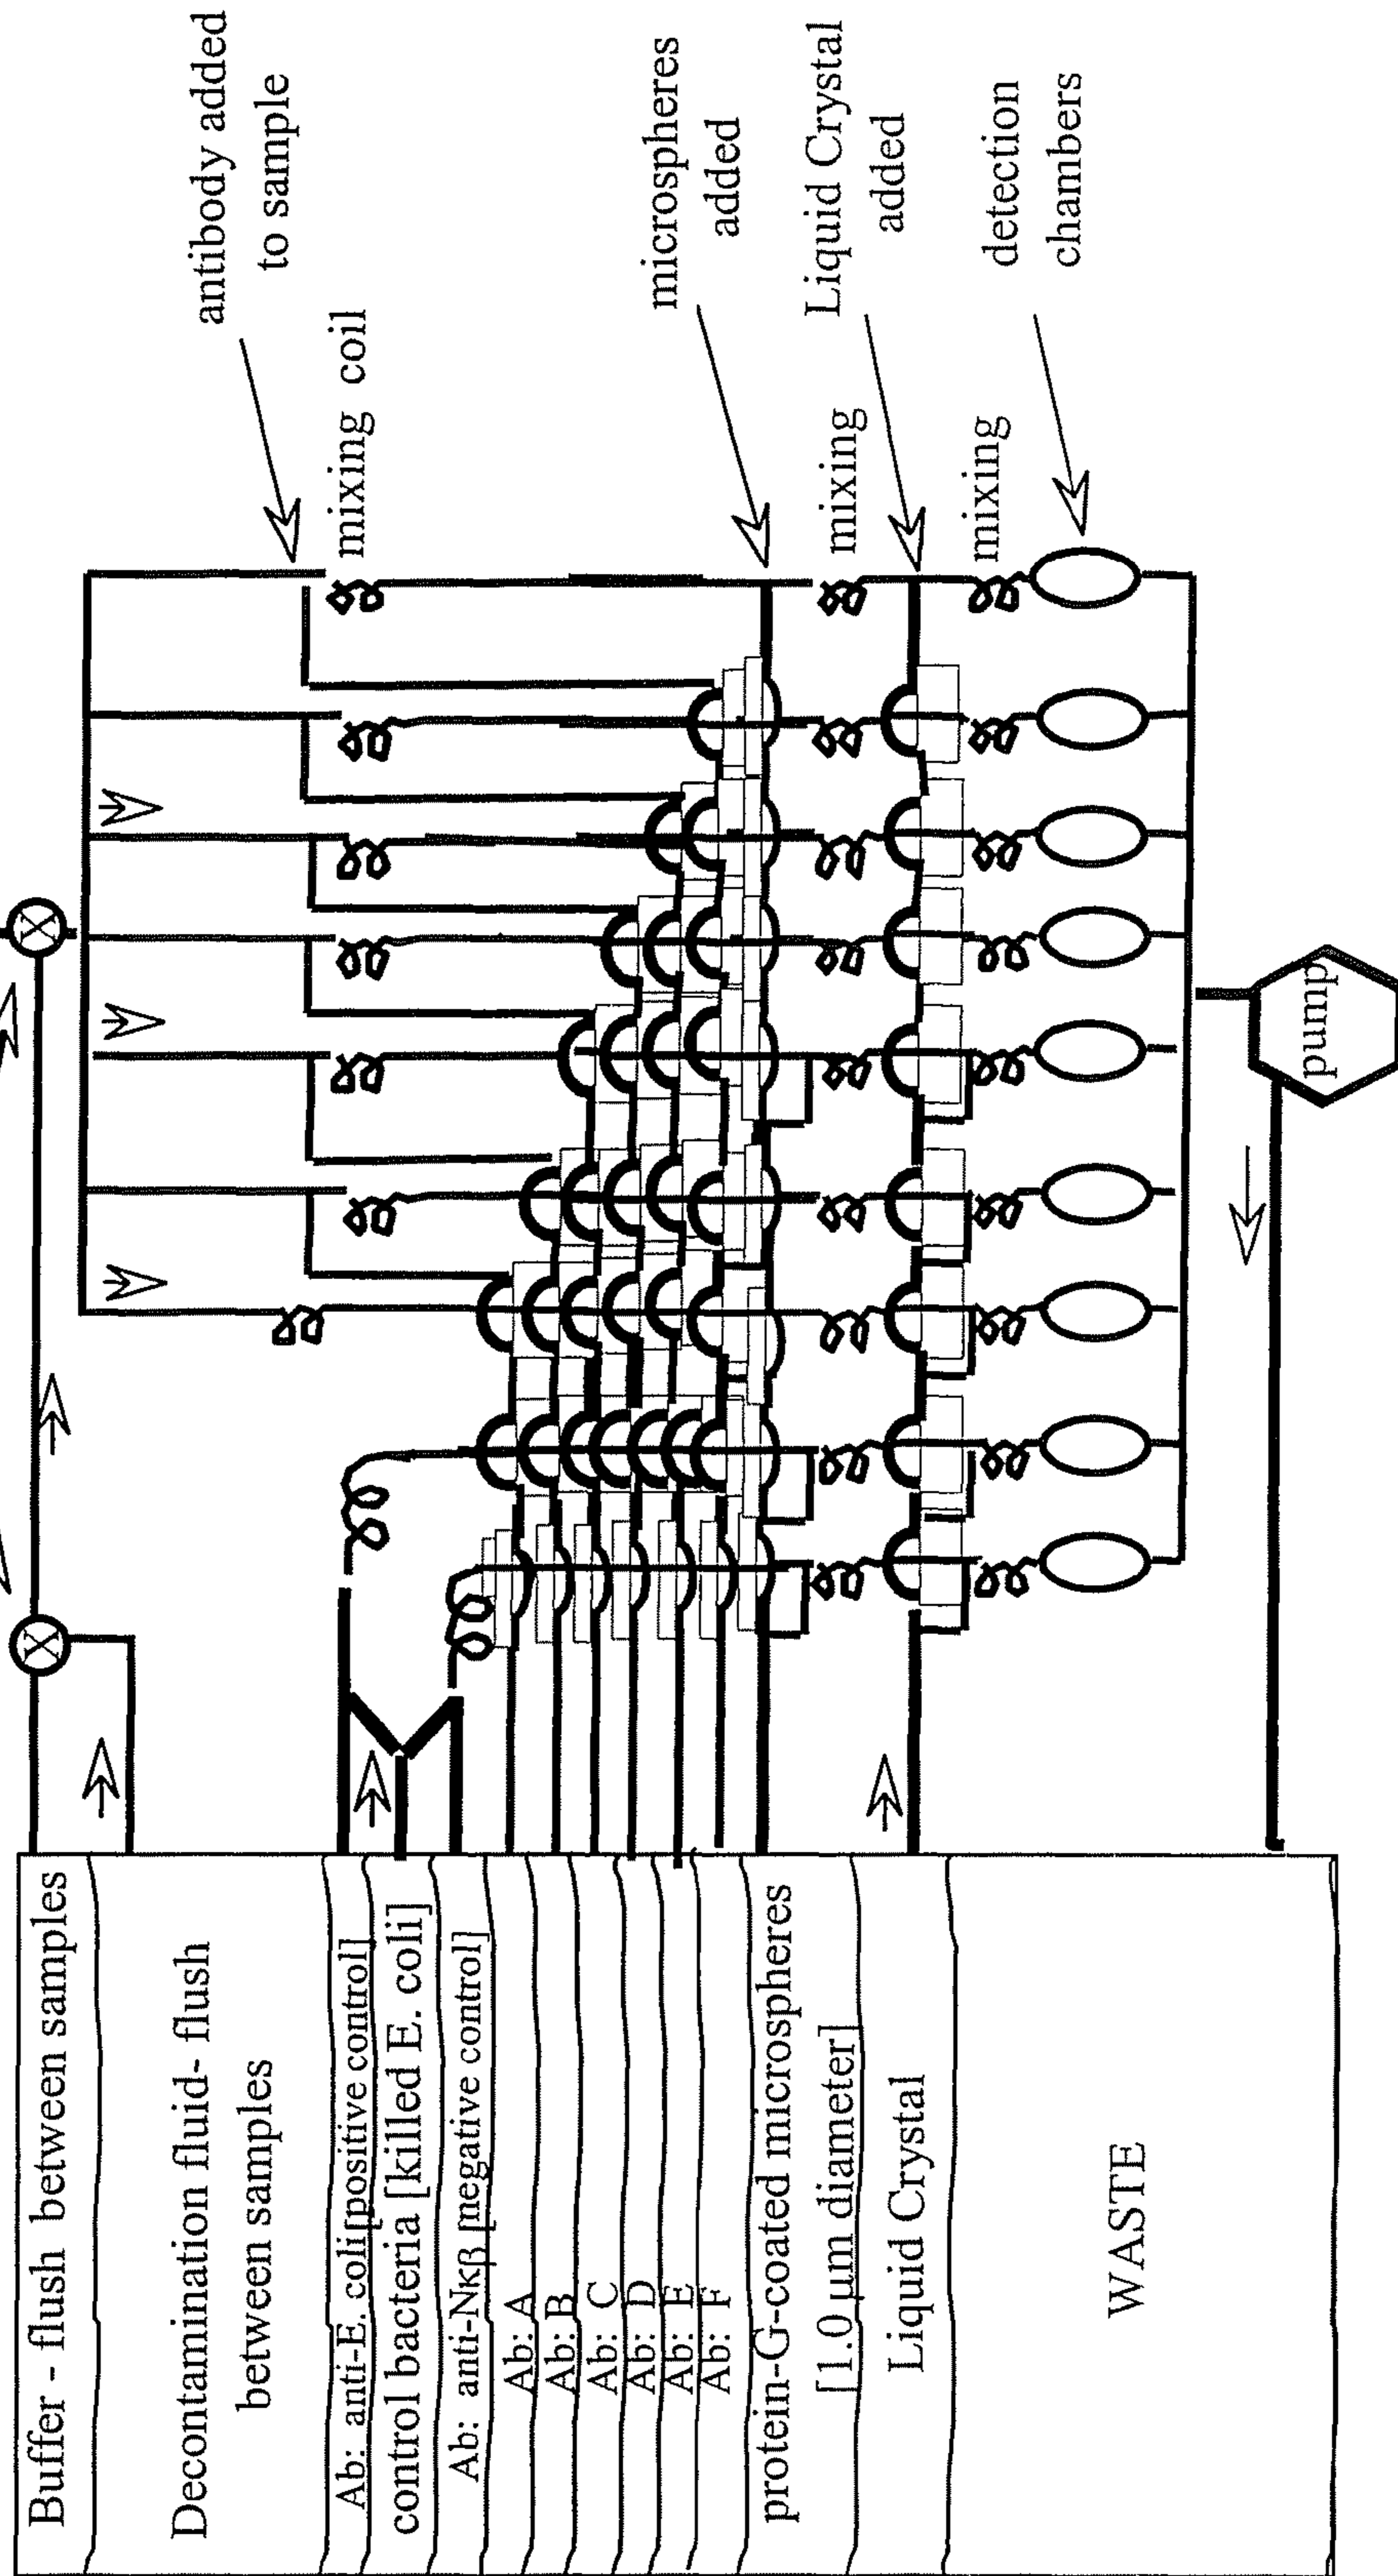 Buffer - flush between samples
Decontamination fluid- flush
between samples
Ab: anti-E. coli[positive control]
control bacteria [killed E. coli]
Ab: anti-Nκβ [negative control]
Ab: A
Ab: B
Ab: C
Ab: D
Ab: E
Ab: F
protein-G-coated microspheres
[1.0 µm diameter]
Liquid Crystal
WASTE
X
X
pump
antibody added
to sample
mixing coil
microspheres
added
mixing
Liquid Crystal
added
mixing
detection
chambers